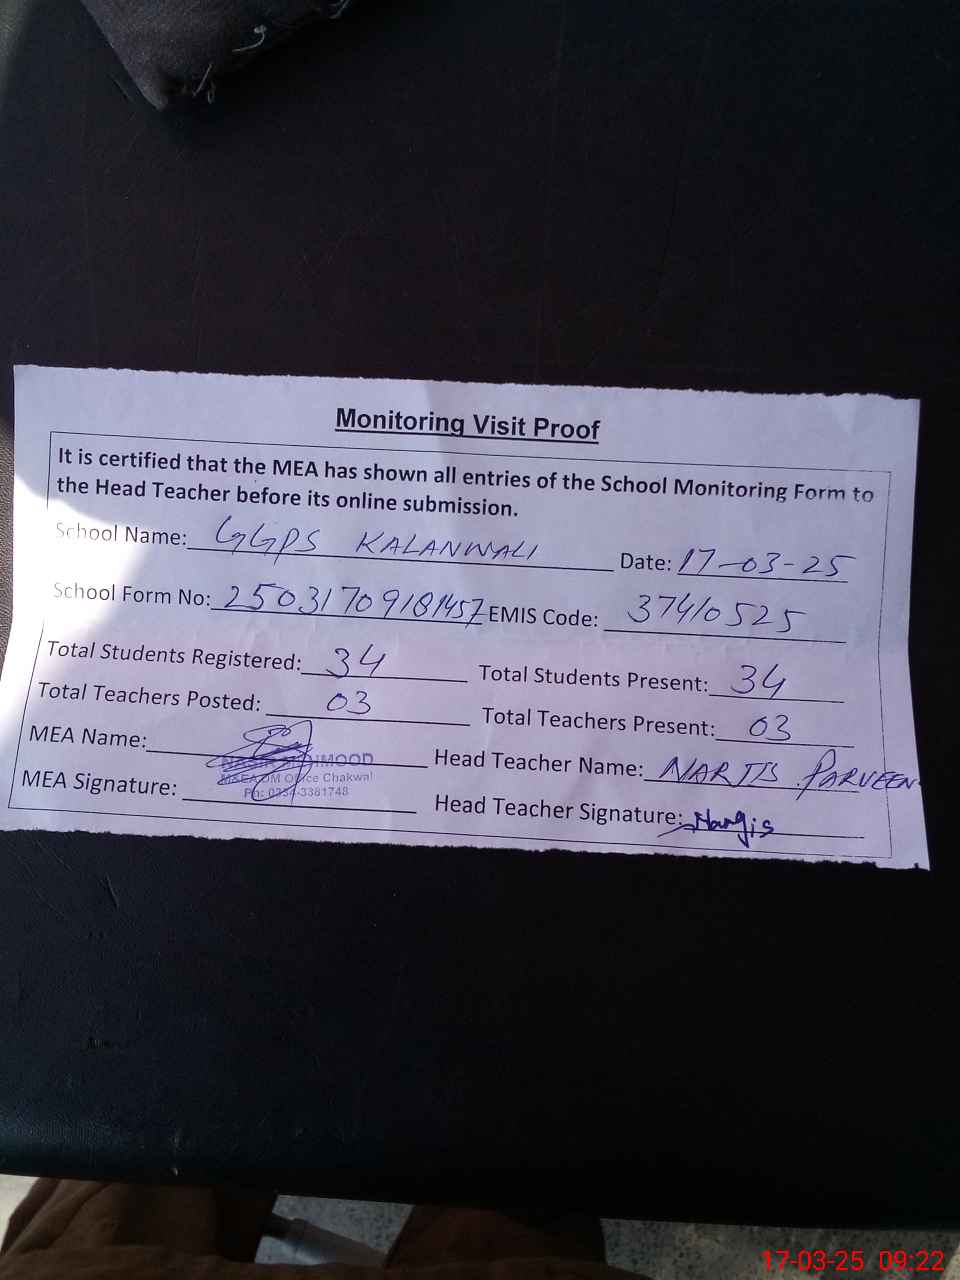 Monitoring Visit Proof
It is certified that the MEA has shown all entries of the School Monitoring Form to
the Head Teacher before its online submission.
School Name: GGPS KALANWALI Date: 17-03-25
School Form No: 25031709181457 EMIS Code: 37410525
Total Students Registered: 34 Total Students Present: 34
Total Teachers Posted: 03 Total Teachers Present: 03
MEA Name: Head Teacher Name: NARJIS PARVEEN
MEA Signature: Head Teacher Signature: Nargis
Office Chakwal
Ph: 3381748
17-03-25 09:22